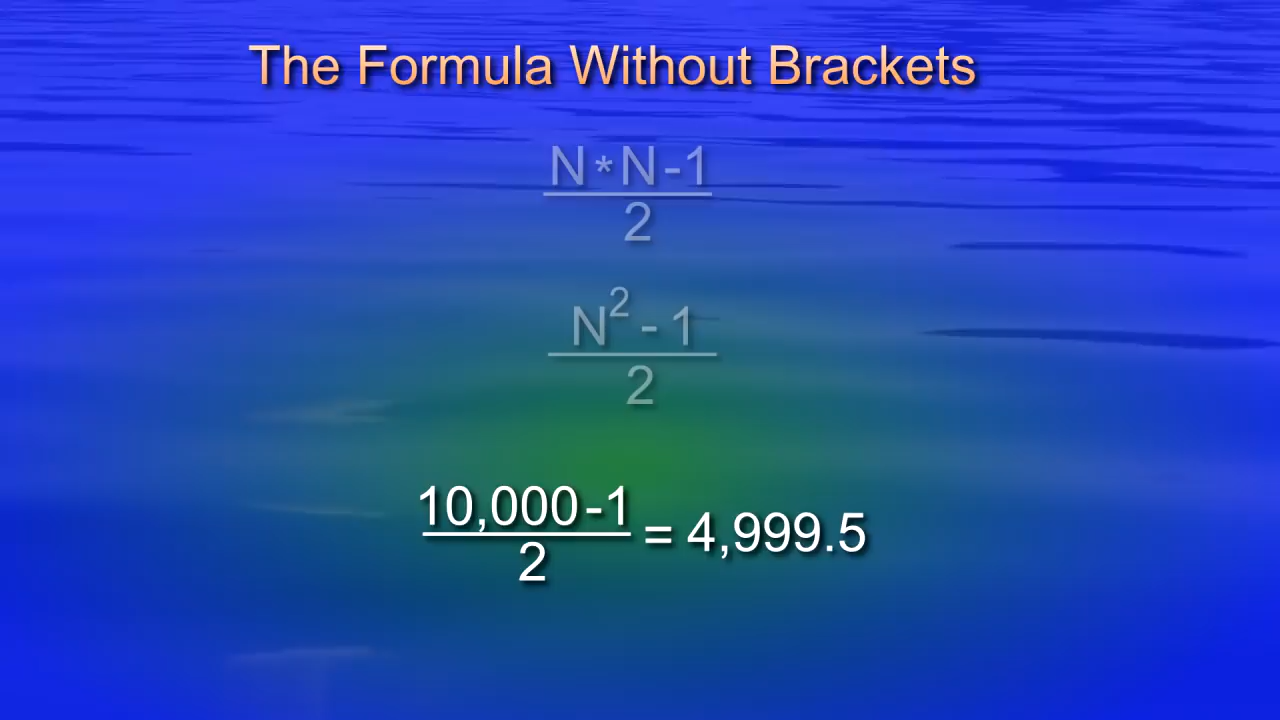 The Formula Without Brackets
N * N - 1
2
N² - 1
2
10,000 - 1
2
= 4,999.5